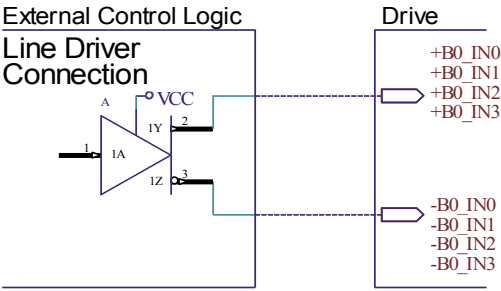 External Control Logic
Drive
Line Driver
Connection
A
VCC
1
1A
1Y
2
1Z
3
+B0_IN0
+B0_IN1
+B0_IN2
+B0_IN3
-B0_IN0
-B0_IN1
-B0_IN2
-B0_IN3